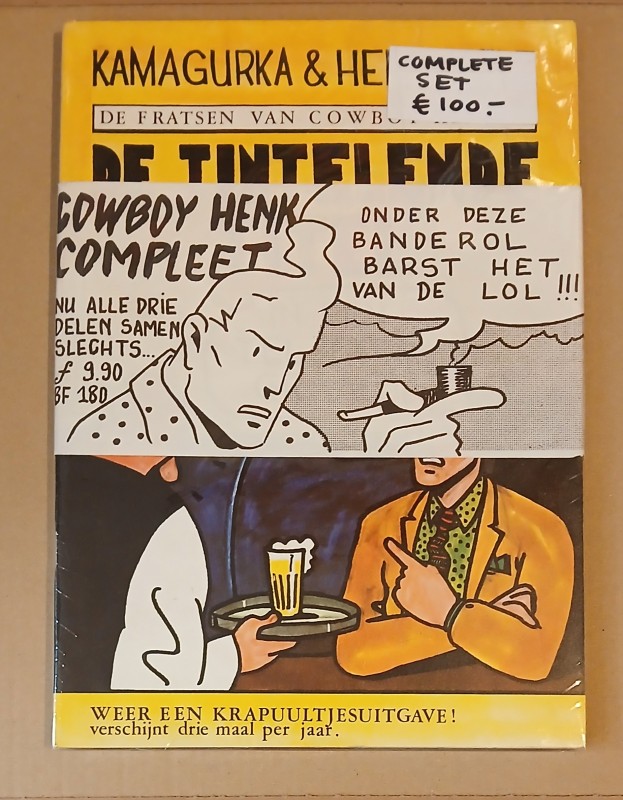 KAMAGURKA & HE
COMPLETE
SET
€ 100.-
DE FRATSEN VAN COWBOY
DE TINTELENDE
COWBOY HENK
COMPLEET
NU ALLE DRIE
DELEN SAMEN
SLECHTS...
f 9.90
BF 180
ONDER DEZE
BANDEROL
BARST HET
VAN DE LOL!!!
WEER EEN KRAPUULTJESUITGAVE!
verschijnt drie maal per jaar.